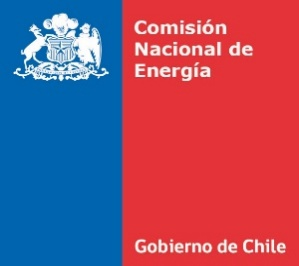 Comisión
Nacional de
Energía
Gobierno de Chile